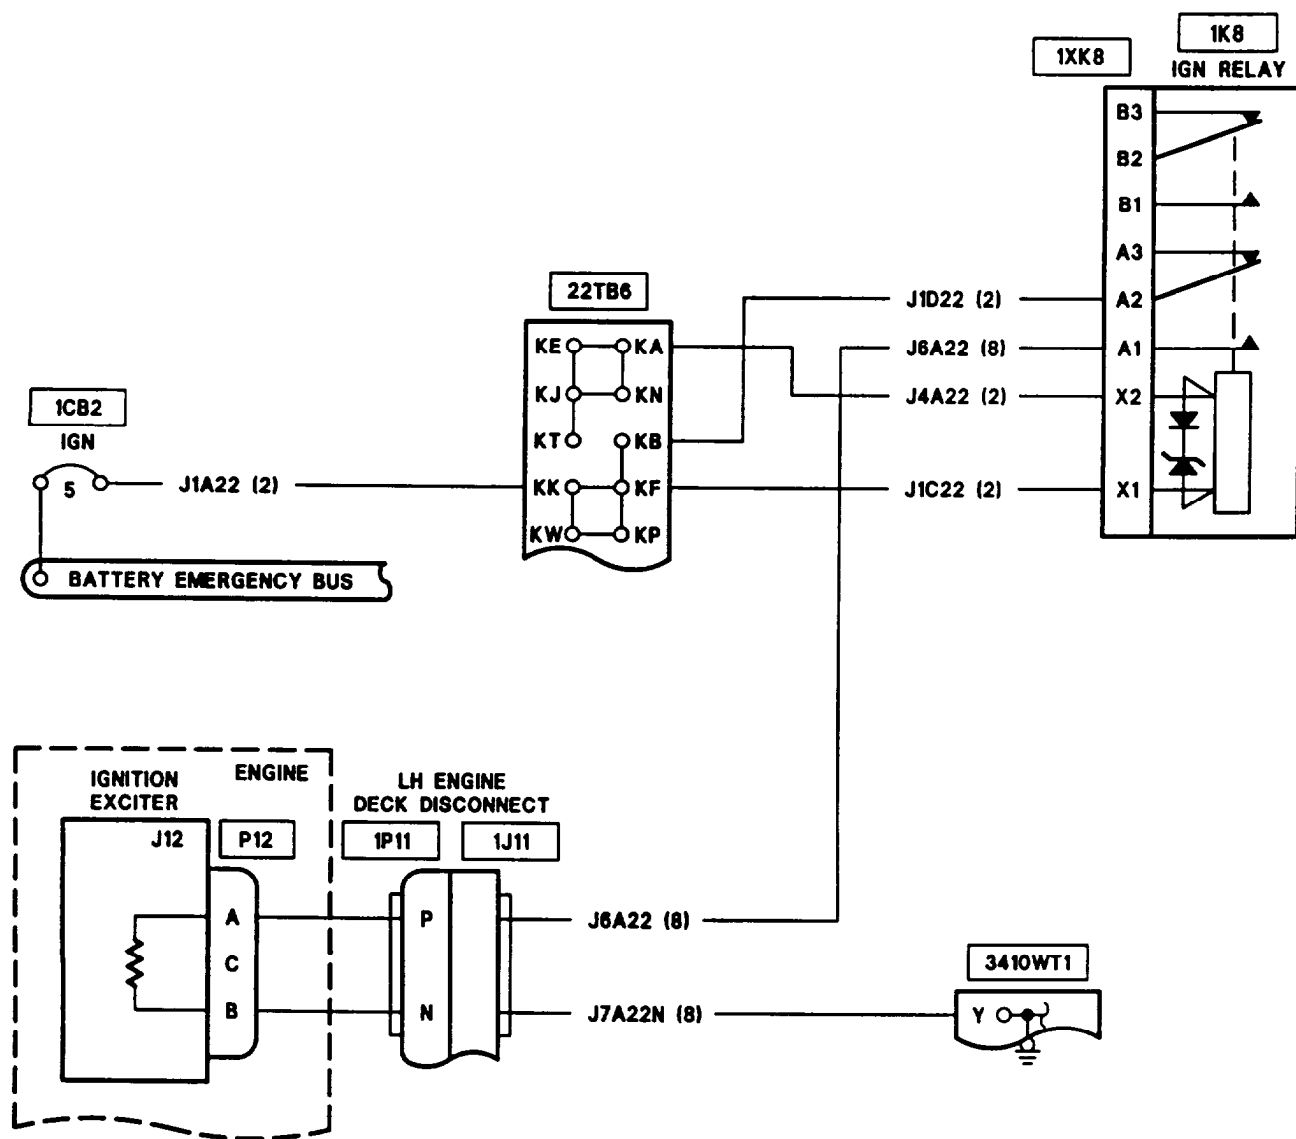 1K8
IGN RELAY
1XK8
B3
B2
B1
A3
A2
A1
X2
X1
22TB6
KE KA
KJ KN
KT KB
KK KF
KW KP
J1D22 (2)
J6A22 (8)
J4A22 (2)
J1C22 (2)
1CB2
IGN
5
J1A22 (2)
BATTERY EMERGENCY BUS
ENGINE
IGNITION
EXCITER
J12
P12
A
C
B
LH ENGINE
DECK DISCONNECT
1P11
1J11
P
N
J6A22 (8)
J7A22N (8)
3410WT1
Y